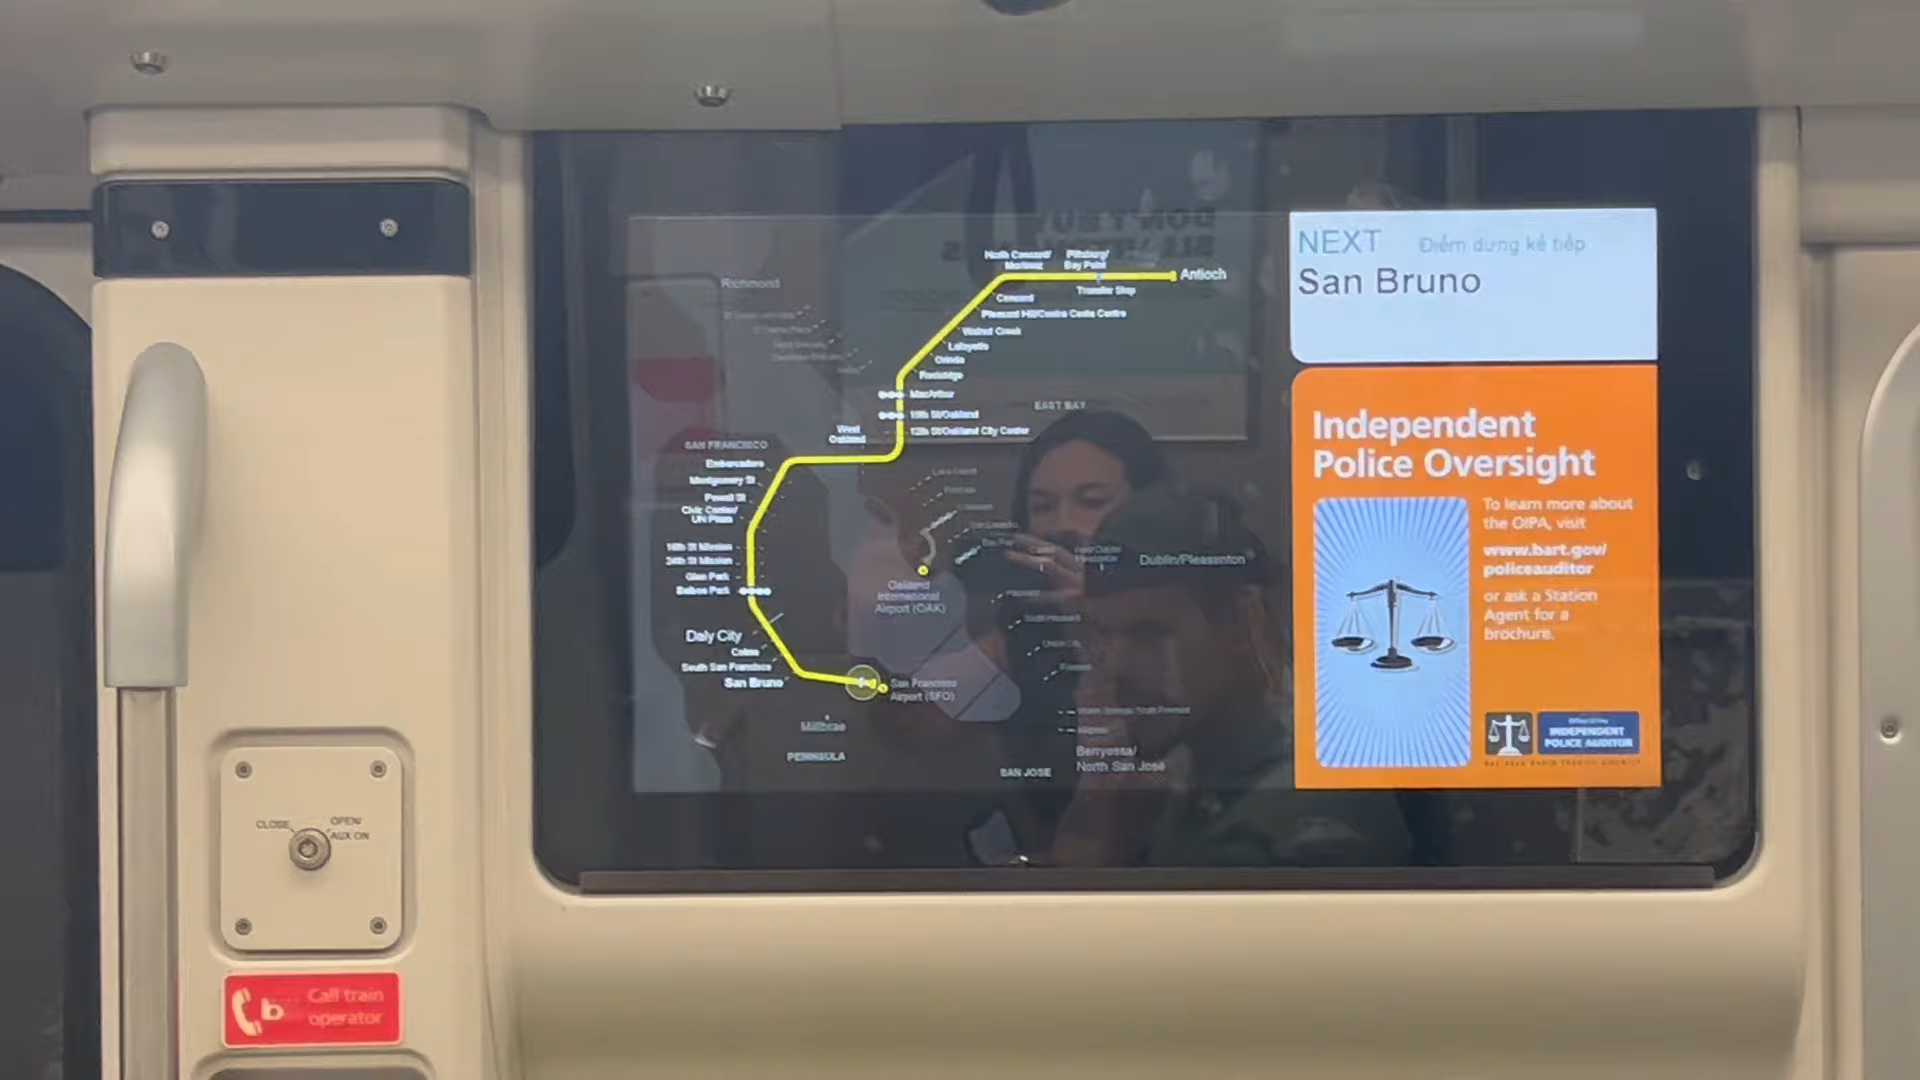 Richmond
North Concord/
Martinez
Pittsburg/
Bay Point
Antioch
Transfer Stop
Concord
Pleasant Hill/Contra Costa Centre
Walnut Creek
Lafayette
Orinda
Rockridge
MacArthur
EAST BAY
19th St/Oakland
12th St/Oakland City Center
West
Oakland
SAN FRANCISCO
Embarcadero
Montgomery St
Powell St
Civic Center/
UN Plaza
16th St Mission
24th St Mission
Glen Park
Balboa Park
Daly City
Colma
South San Francisco
San Bruno
San Francisco
Airport (SFO)
Millbrae
PENINSULA
Oakland
International
Airport (OAK)
Dublin/Pleasanton
SAN JOSE
Berryessa/
North San José
NEXT Điểm dừng kế tiếp
San Bruno
Independent
Police Oversight
To learn more about
the OIPA, visit
www.bart.gov/
policeauditor
or ask a Station
Agent for a
brochure.
INDEPENDENT
POLICE AUDITOR
CLOSE
OPEN/
AUX ON
Call train
operator